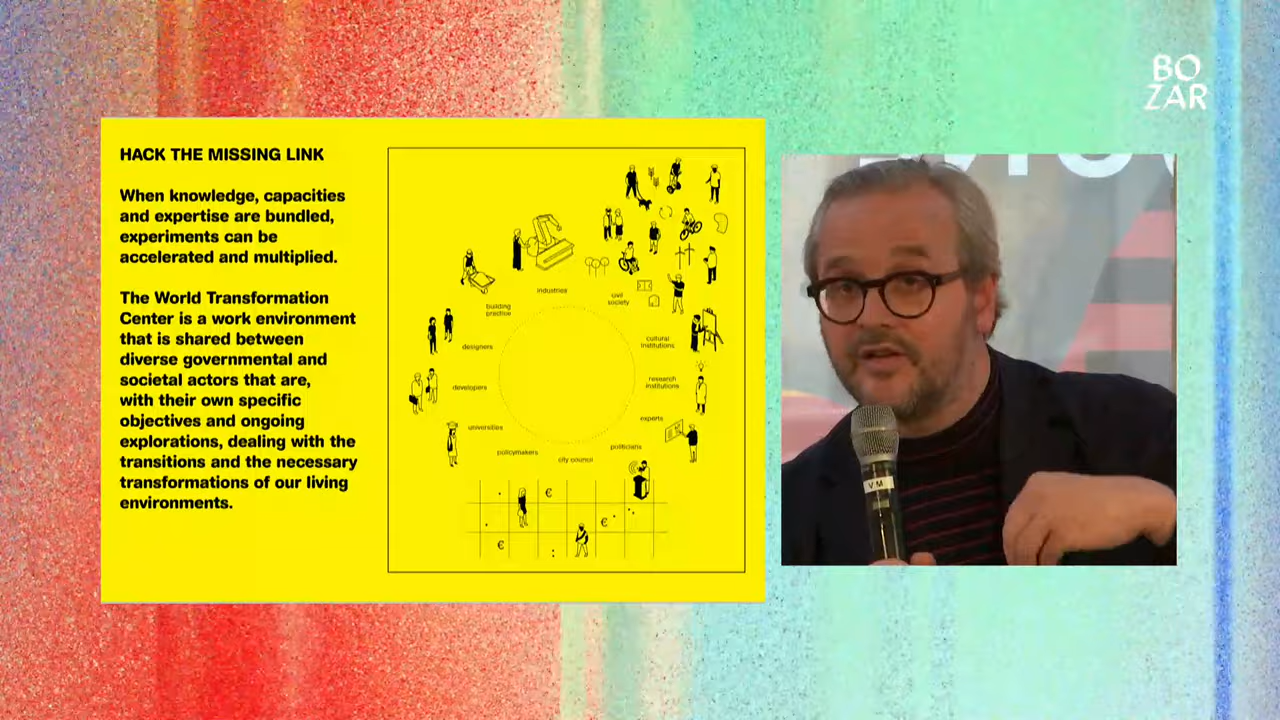 BO
ZAR
HACK THE MISSING LINK
When knowledge, capacities
and expertise are bundled,
experiments can be
accelerated and multiplied.
The World Transformation
Center is a work environment
that is shared between
diverse governmental and
societal actors that are,
with their own specific
objectives and ongoing
explorations, dealing with the
transitions and the necessary
transformations of our living
environments.
industries
civil
society
building
practise
cultural
institutions
designers
research
institutions
developers
experts
universities
politicians
policymakers
city council
€
€
€
VM